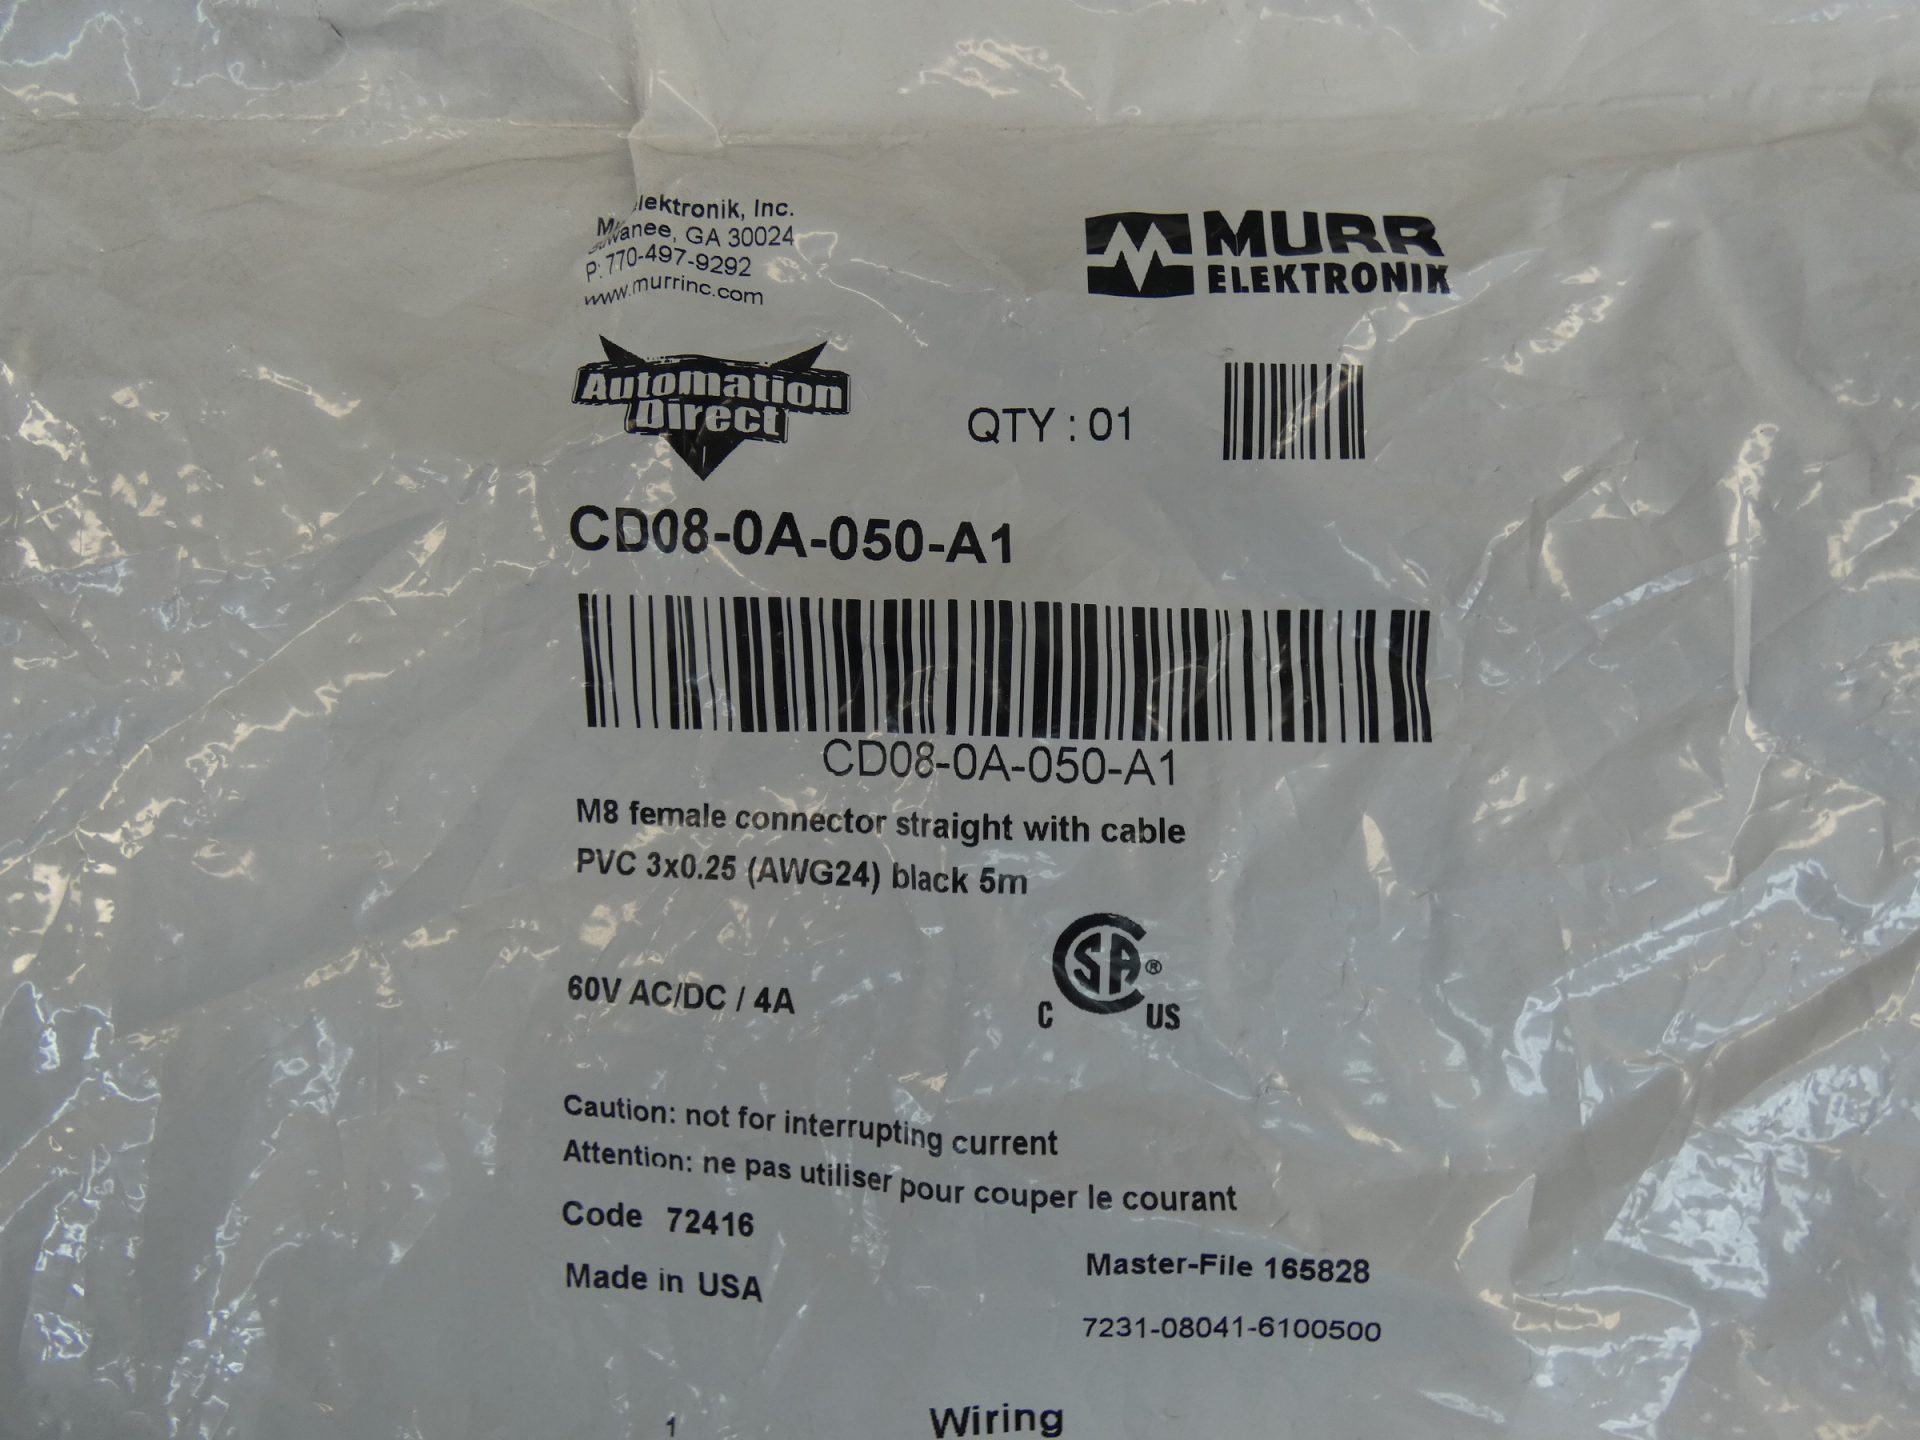 lektronik, Inc.
GA 30024
P: 770-497-9292
www.murrinc.com
MURR
ELEKTRONIK
Automation
Direct
QTY : 01
CD08-0A-050-A1
CD08-0A-050-A1
M8 female connector straight with cable
PVC 3x0.25 (AWG24) black 5m
60V AC/DC / 4A
CSA®
C US
Caution: not for interrupting current
Attention: ne pas utiliser pour couper le courant
Code 72416
Made in USA
Master-File 165828
7231-08041-6100500
Wiring
1